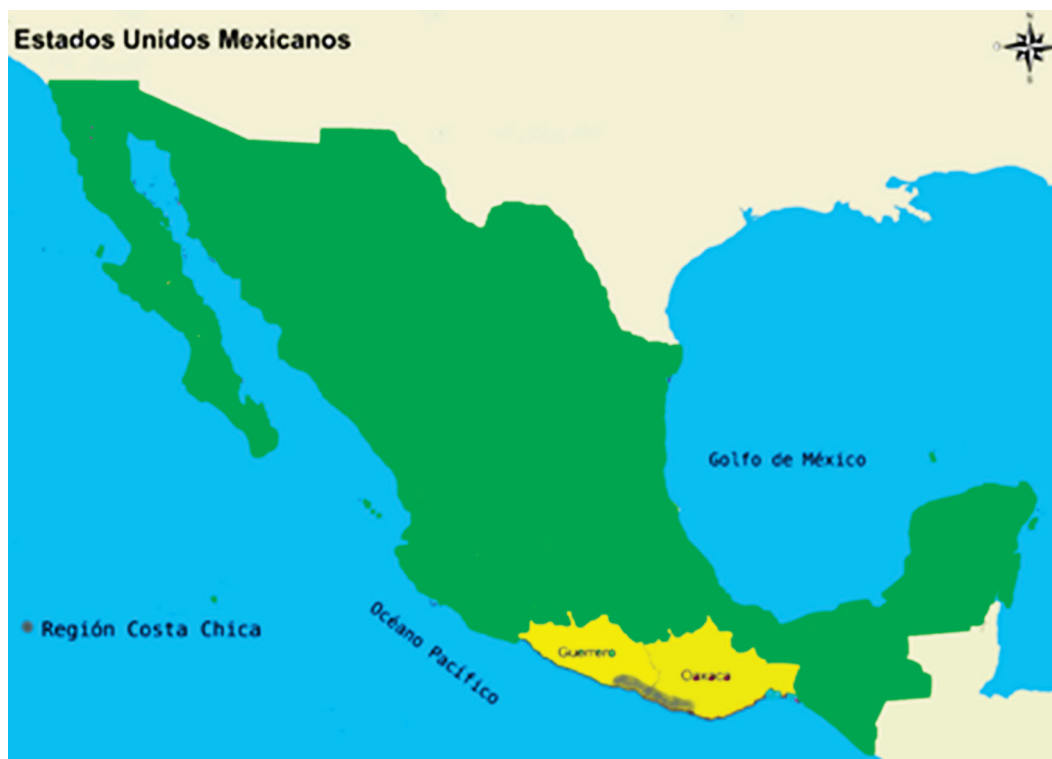 Estados Unidos Mexicanos
N
O
S
Golfo de México
Región Costa Chica
Océano Pacífico
Guerrero
Oaxaca